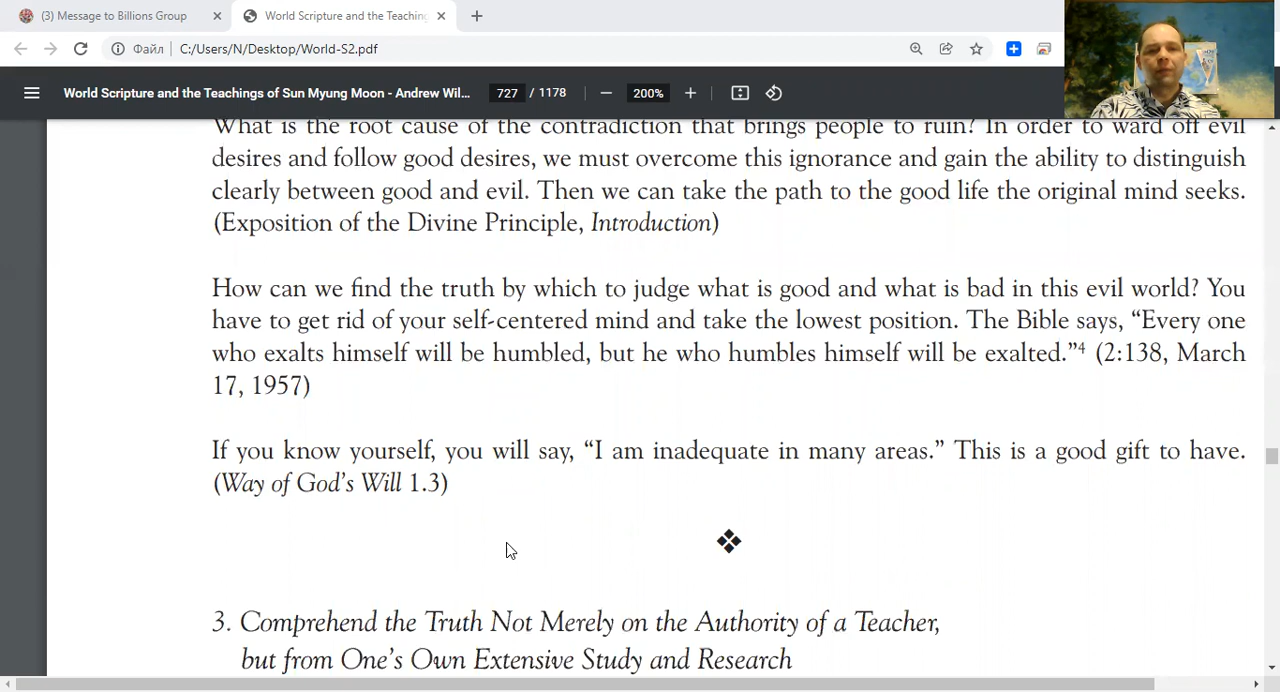 (3) Message to Billions Group
World Scripture and the Teaching
Файл
C:/Users/N/Desktop/World-S2.pdf
World Scripture and the Teachings of Sun Myung Moon - Andrew Wil...
727 / 1178
200%
What is the root cause of the contradiction that brings people to ruin? In order to ward off evil
desires and follow good desires, we must overcome this ignorance and gain the ability to distinguish
clearly between good and evil. Then we can take the path to the good life the original mind seeks.
(Exposition of the Divine Principle, Introduction)
How can we find the truth by which to judge what is good and what is bad in this evil world? You
have to get rid of your self-centered mind and take the lowest position. The Bible says, “Every one
who exalts himself will be humbled, but he who humbles himself will be exalted.”⁴ (2:138, March
17, 1957)
If you know yourself, you will say, “I am inadequate in many areas.” This is a good gift to have.
(Way of God’s Will 1.3)
3. Comprehend the Truth Not Merely on the Authority of a Teacher,
but from One’s Own Extensive Study and Research